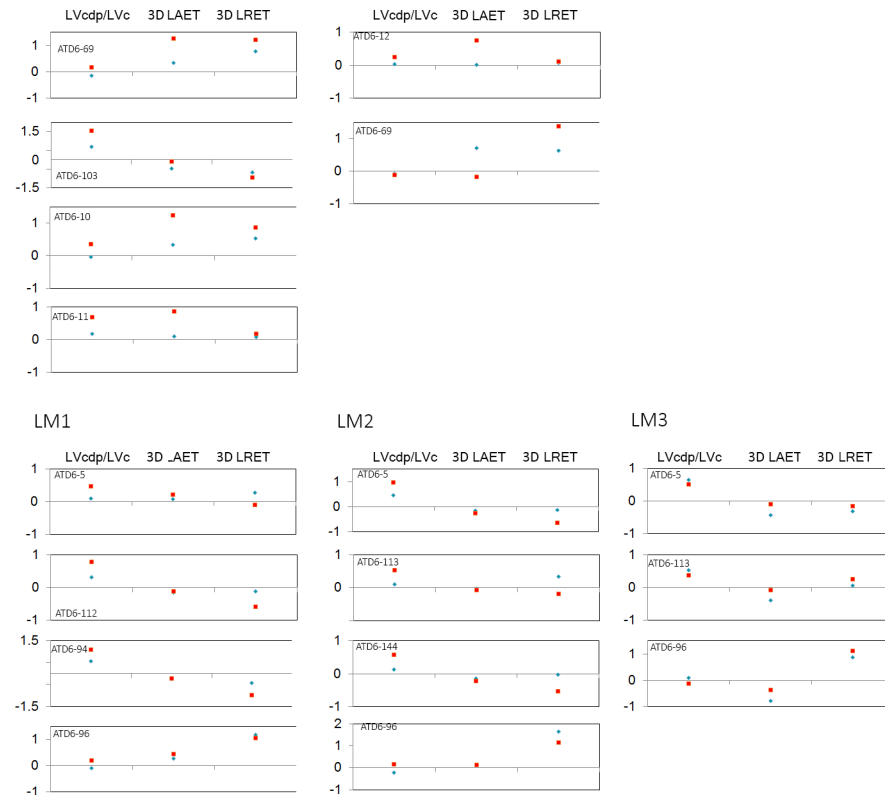 LVcdp/LVc 3D LAET 3D LRET
1
ATD6-69
0
-1
1.5
0
ATD6-103
-1.5
ATD6-10
1
0
-1
1
ATD6-11
0
-1
LVcdp/LVc 3D LAET 3D LRET
ATD6-12
1
0
-1
ATD6-69
1
0
-1
LM1
LVcdp/LVc 3D LAET 3D LRET
1
ATD6-5
0
-1
1
0
ATD6-112
-1
1.5
ATD6-94
-1.5
ATD6-96
1
0
-1
LM2
LVcdp/LVc 3D LAET 3D LRET
ATD6-5
1
0
-1
1
ATD6-113
0
-1
1
ATD6-144
0
-1
2
ATD6-96
1
0
LM3
LVcdp/LVc 3D LAET 3D LRET
1
ATD6-5
0
-1
1
ATD6-113
0
-1
ATD6-96
1
0
-1